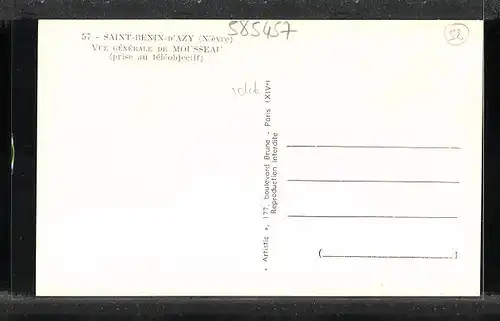 57 - SAINT-BENIN-D'AZY (Nièvre)
VUE GÉNÉRALE DE MOUSSEAU
(prise au téléobjectif)
585457
58
« Artistic », 177, boulevard Brune - Paris (XIVᵉ)
Reproduction interdite